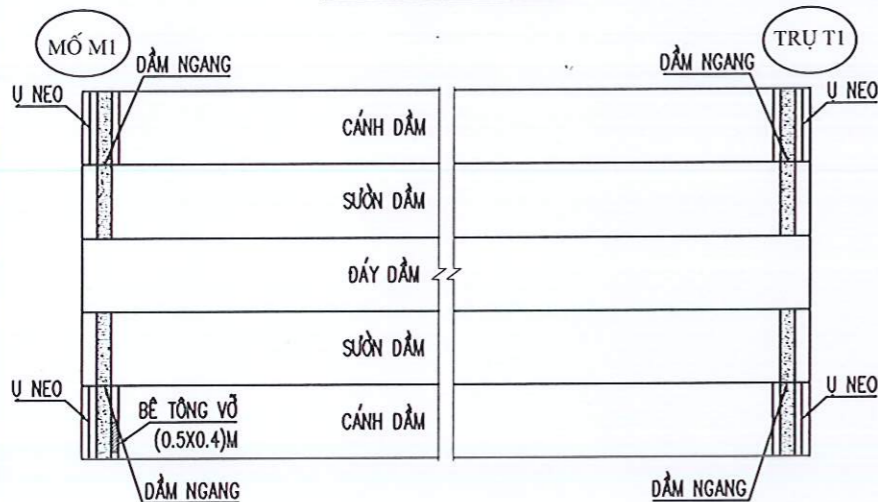 MỐ M1
TRỤ T1
DẦM NGANG
DẦM NGANG
Ụ NEO
Ụ NEO
CÁNH DẦM
SƯỜN DẦM
ĐÁY DẦM
SƯỜN DẦM
Ụ NEO
Ụ NEO
BÊ TÔNG VỠ
(0.5X0.4)M
CÁNH DẦM
DẦM NGANG
DẦM NGANG